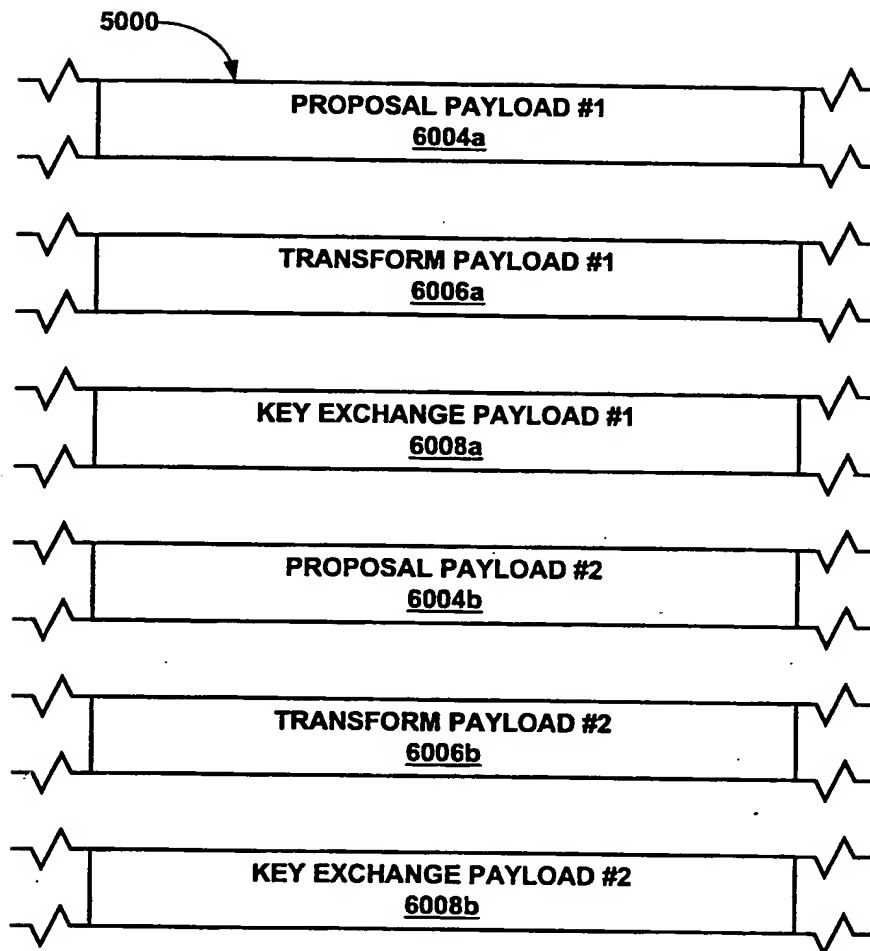 5000
PROPOSAL PAYLOAD #1
6004a
TRANSFORM PAYLOAD #1
6006a
KEY EXCHANGE PAYLOAD #1
6008a
PROPOSAL PAYLOAD #2
6004b
TRANSFORM PAYLOAD #2
6006b
KEY EXCHANGE PAYLOAD #2
6008b